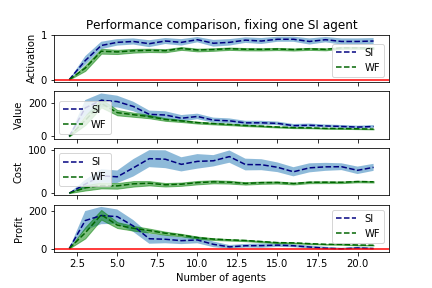 Performance comparison, fixing one SI agent
Activation
1
0
SI
WF
Value
200
0
SI
WF
Cost
100
0
SI
WF
Profit
200
0
SI
WF
2.5 5.0 7.5 10.0 12.5 15.0 17.5 20.0
Number of agents